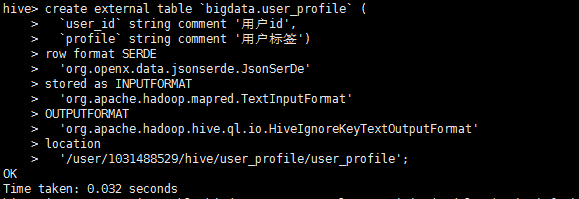 hive> create external table `bigdata.user_profile` (
    >   `user_id` string comment '用户id',
    >   `profile` string comment '用户标签')
    > row format SERDE
    >   'org.openx.data.jsonserde.JsonSerDe'
    > stored as INPUTFORMAT
    >   'org.apache.hadoop.mapred.TextInputFormat'
    > OUTPUTFORMAT
    >   'org.apache.hadoop.hive.ql.io.HiveIgnoreKeyTextOutputFormat'
    > location
    >   '/user/1031488529/hive/user_profile/user_profile';
OK
Time taken: 0.032 seconds